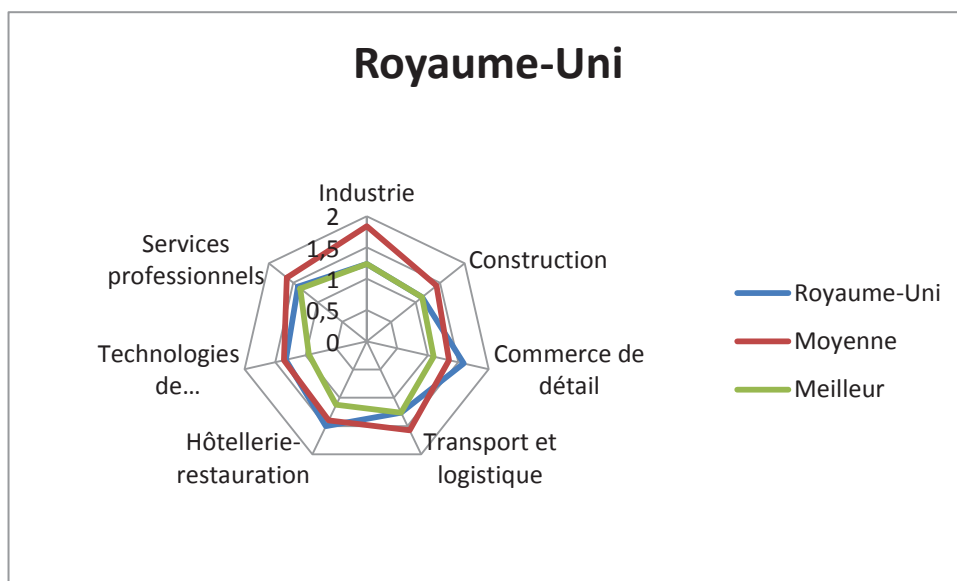 Royaume-Uni
Industrie
2
1,5
1
0,5
0
Construction
Commerce de
détail
Transport et
logistique
Hôtellerie-
restauration
Technologies
de…
Services
professionnels
Royaume-Uni
Moyenne
Meilleur